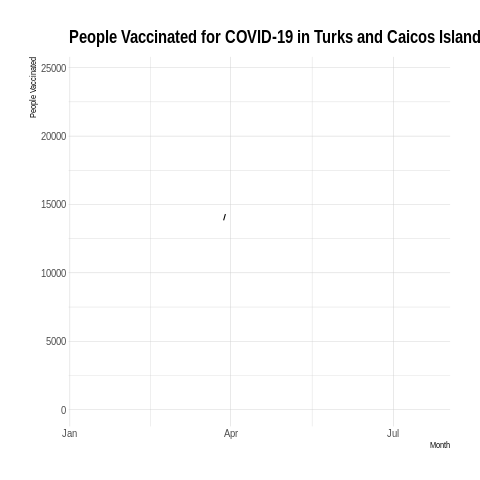 People Vaccinated for COVID-19 in Turks and Caicos Island
People Vaccinated
25000
20000
15000
10000
5000
0
Jan
Apr
Jul
Month